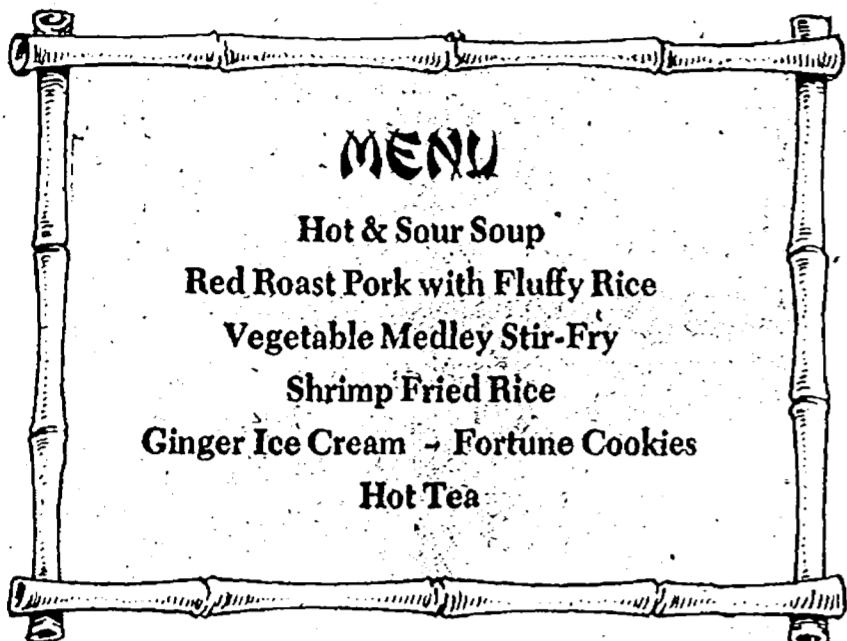 MENU
Hot & Sour Soup
Red Roast Pork with Fluffy Rice
Vegetable Medley Stir-Fry
Shrimp Fried Rice
Ginger Ice Cream - Fortune Cookies
Hot Tea